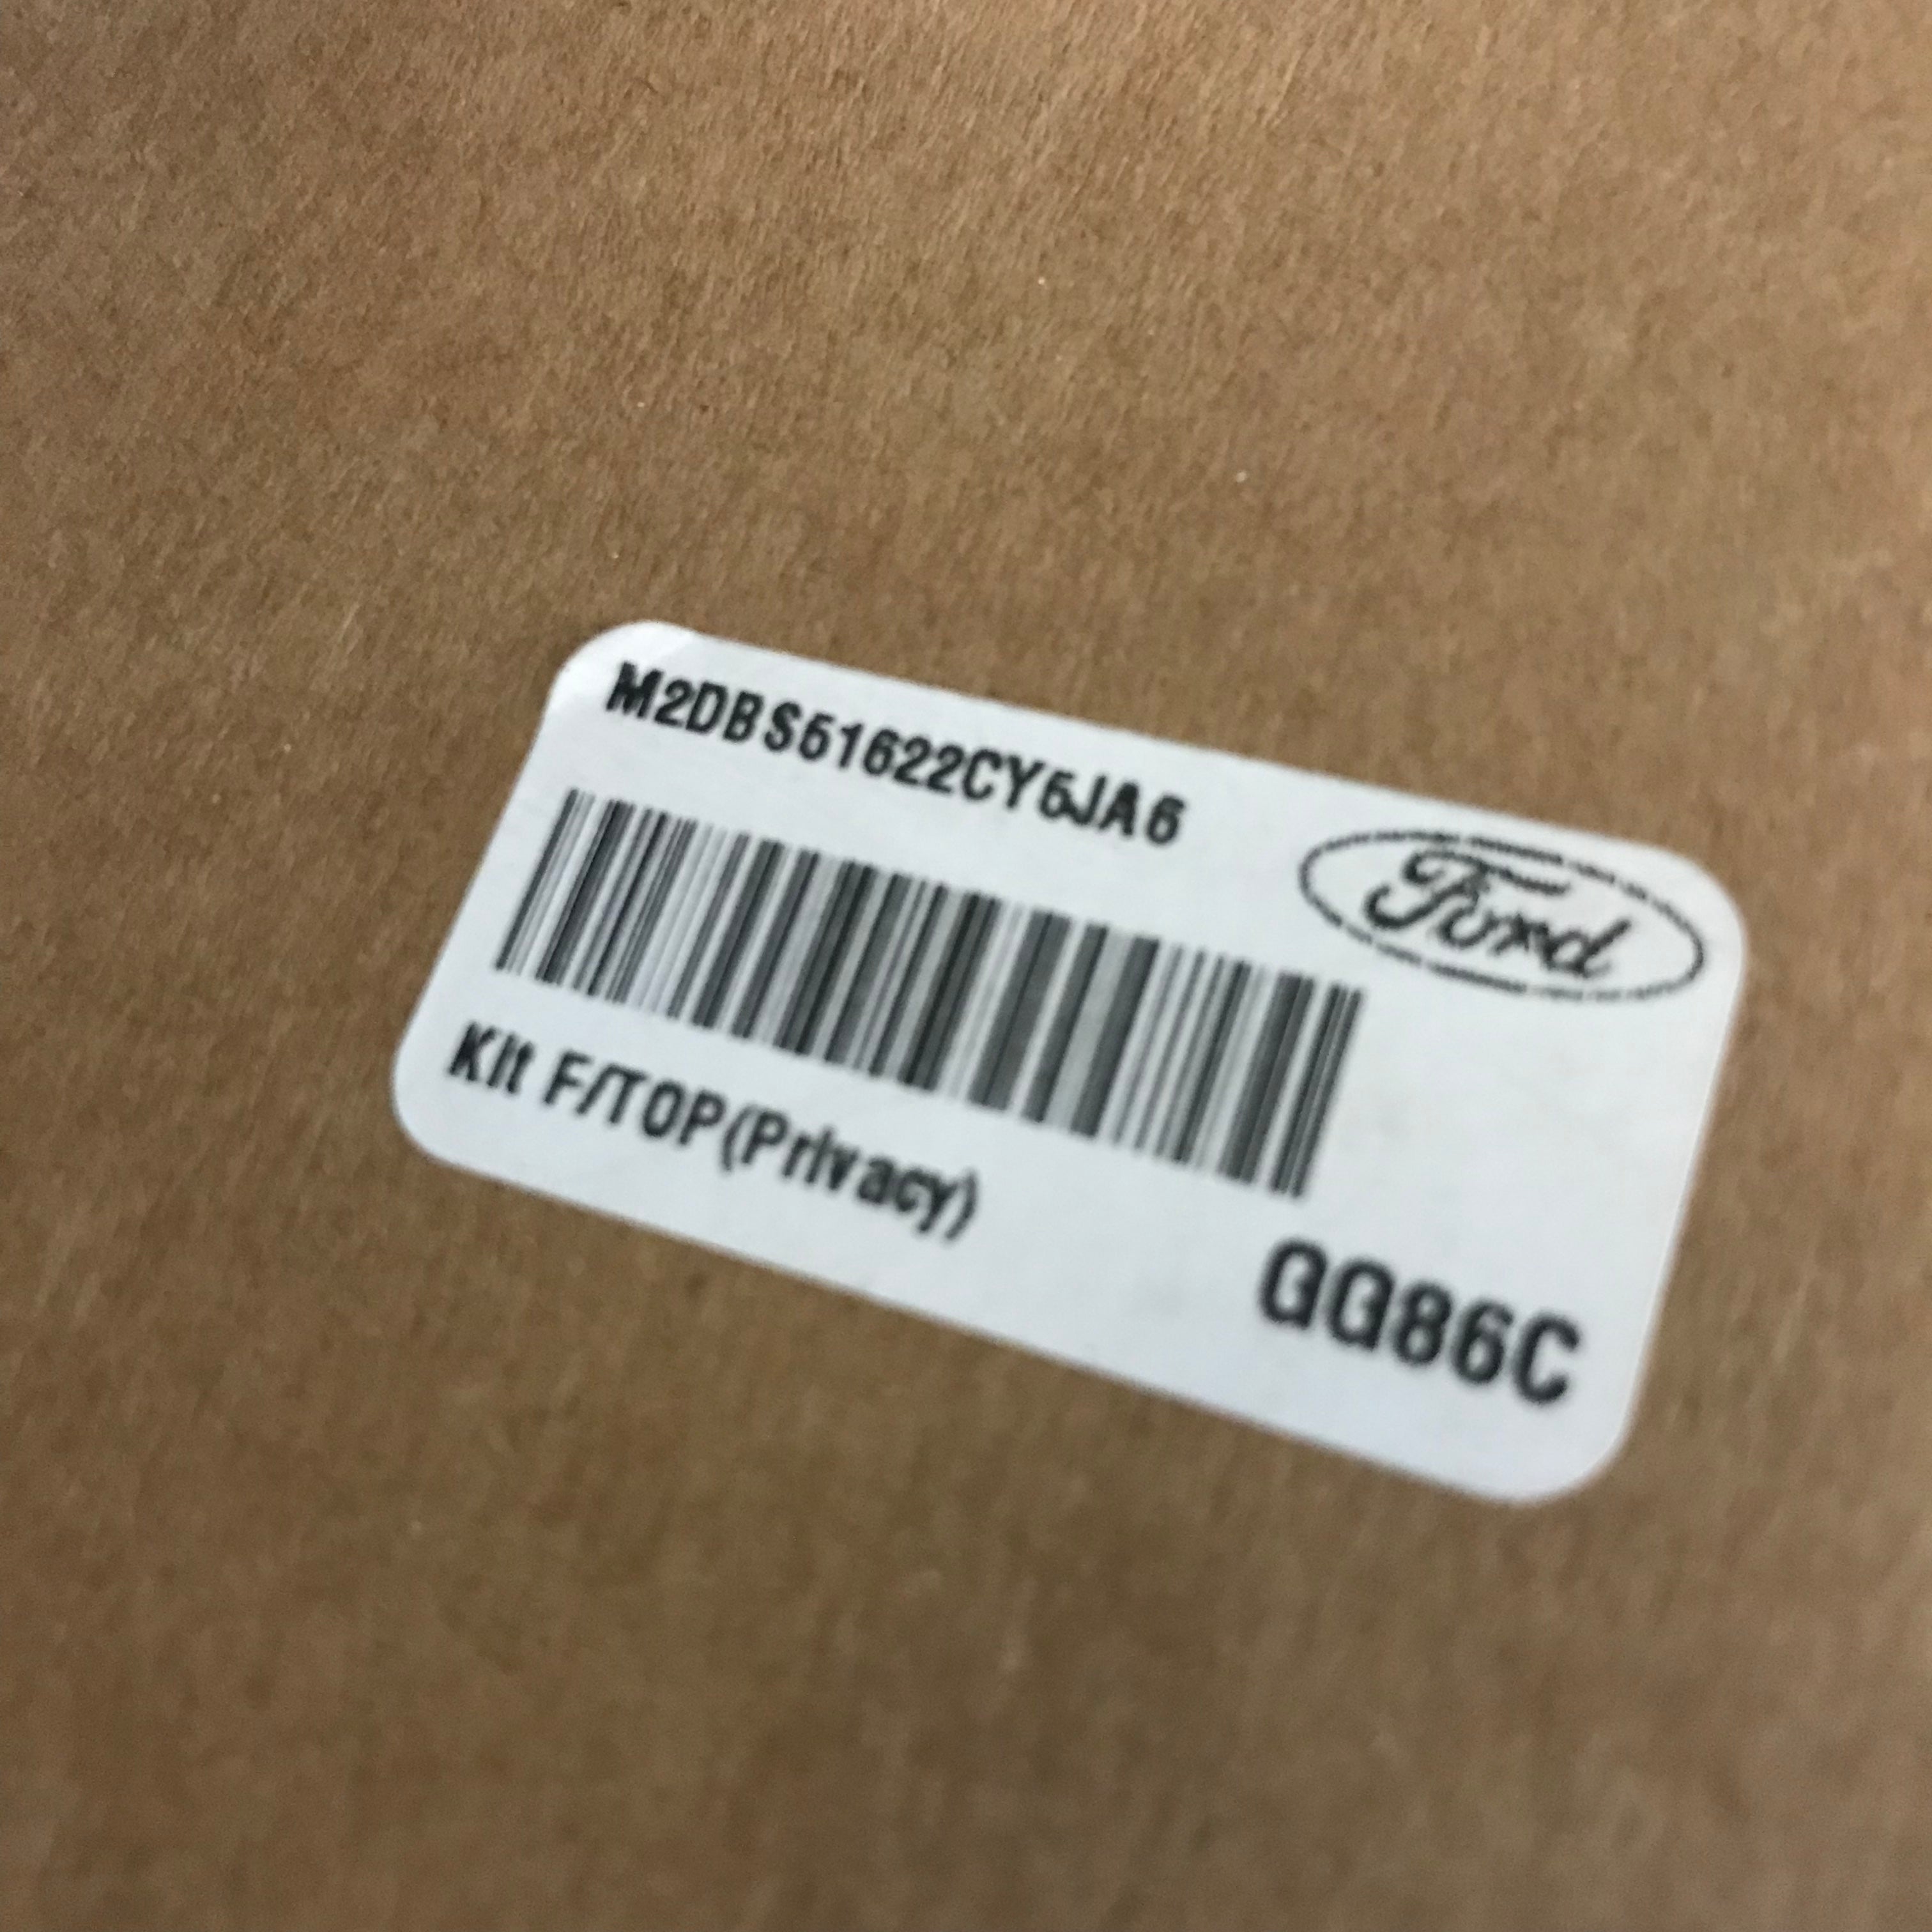 M2DBS51622CY5JA6
Ford
Kit F/TOP(Privacy)
GG86C